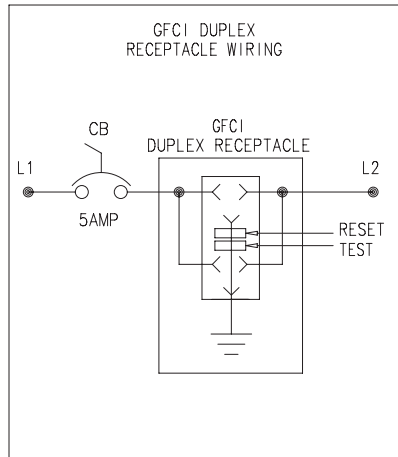 GFCI DUPLEX
RECEPTACLE WIRING
GFCI
DUPLEX RECEPTACLE
CB
L1
L2
5AMP
RESET
TEST